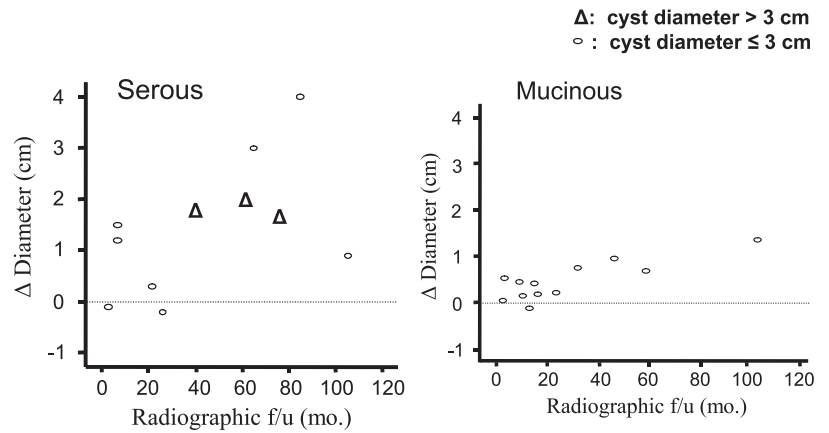 Δ: cyst diameter > 3 cm
○ : cyst diameter ≤ 3 cm
Serous
4
3
2
1
0
-1
Δ Diameter (cm)
0 20 40 60 80 100 120
Radiographic f/u (mo.)
Mucinous
4
3
2
1
0
-1
Δ Diameter (cm)
0 20 40 60 80 100 120
Radiographic f/u (mo.)